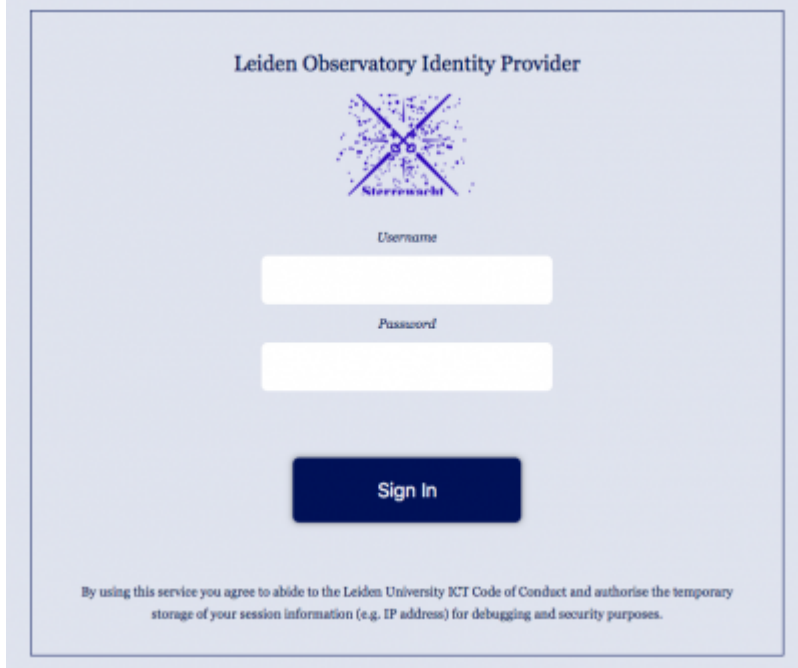 Leiden Observatory Identity Provider
Sterrewacht
Username
Password
Sign In
By using this service you agree to abide to the Leiden University ICT Code of Conduct and authorise the temporary
storage of your session information (e.g. IP address) for debugging and security purposes.